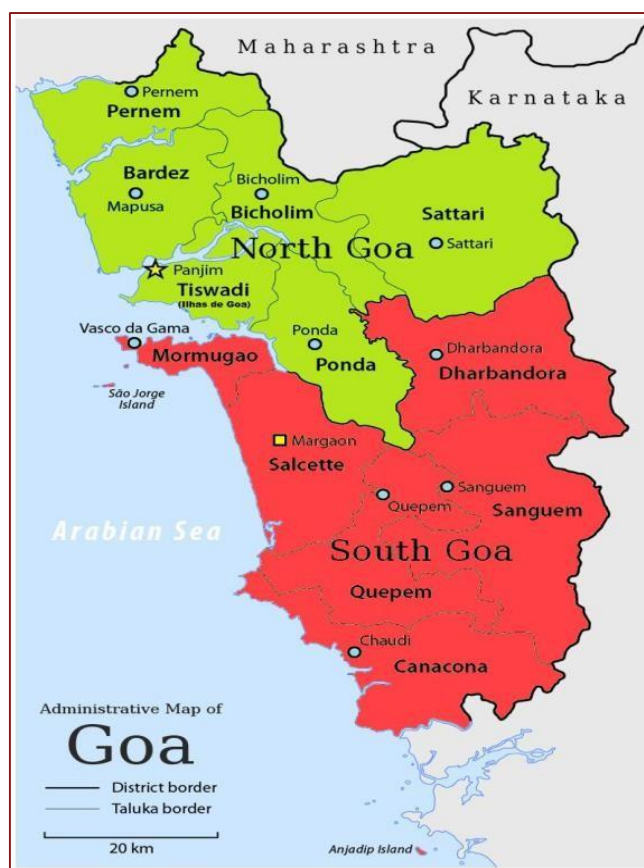 Maharashtra
Karnataka
Pernem
Pernem
Bardez
Mapusa
Bicholim
Bicholim
Sattari
Sattari
North Goa
Panjim
Tiswadi
(Ilhas de Goa)
Vasco da Gama
Mormugao
Ponda
Ponda
Dharbandora
Dharbandora
São Jorge
Island
Margaon
Salcette
Sanguem
Sanguem
Quepem
Arabian Sea
South Goa
Quepem
Chaudi
Canacona
Administrative Map of
Goa
District border
Taluka border
20 km
Anjadip Island